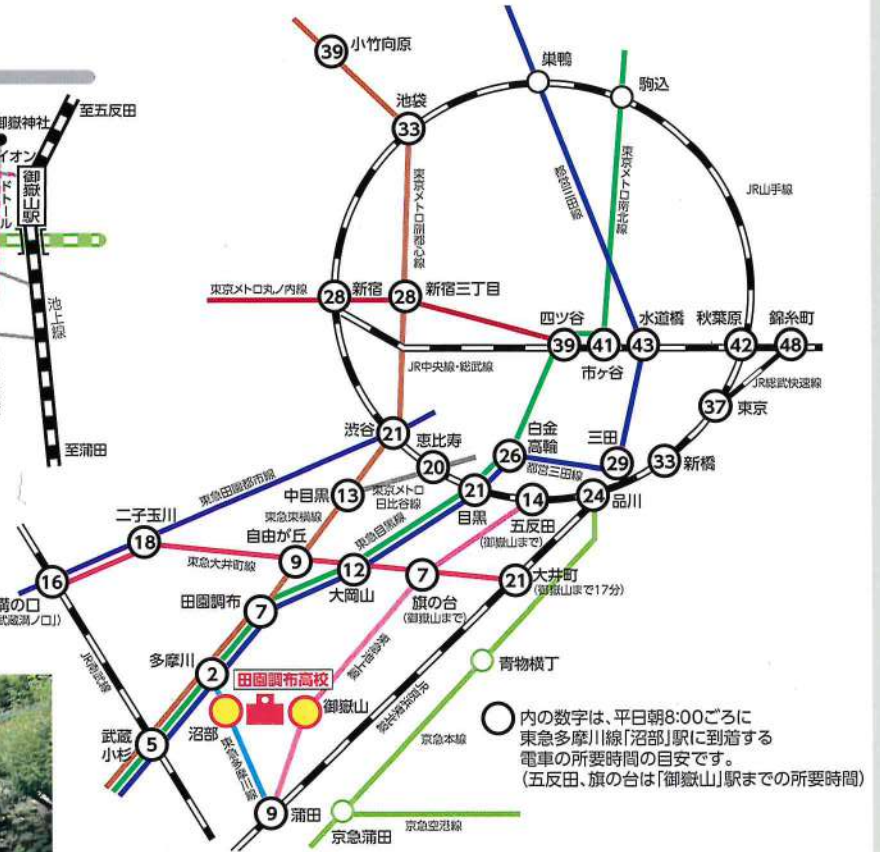 至五反田
御嶽神社
イオン
ドトール
御嶽山駅
池上線
至蒲田
39 小竹向原
池袋
33
巣鴨
駒込
東京メトロ副都心線
都営三田線
東京メトロ南北線
JR山手線
東京メトロ丸ノ内線
28 新宿
28 新宿三丁目
四ツ谷
39
41
市ヶ谷
水道橋
43
秋葉原
42
錦糸町
48
JR中央線・総武線
JR総武快速線
37 東京
渋谷 21
恵比寿
20
白金
高輪
26
三田
29
33 新橋
都営三田線
中目黒 13
東京メトロ
日比谷線
21
目黒
14
五反田
(御嶽山まで)
24 品川
東急田園都市線
東急東横線
東急目黒線
二子玉川
18
自由が丘
9
東急大井町線
12
大岡山
7
旗の台
(御嶽山まで)
21 大井町
(御嶽山まで17分)
16
溝の口
武蔵溝ノ口」)
田園調布 7
JR南武線
多摩川
2
田園調布高校
沼部
御嶽山
東急池上線
JR京浜東北線
青物横丁
武蔵
小杉
5
東急多摩川線
京急本線
9 蒲田
京急蒲田
京急空港線
内の数字は、平日朝8:00ごろに
東急多摩川線「沼部」駅に到着する
電車の所要時間の目安です。
(五反田、旗の台は「御嶽山」駅までの所要時間)